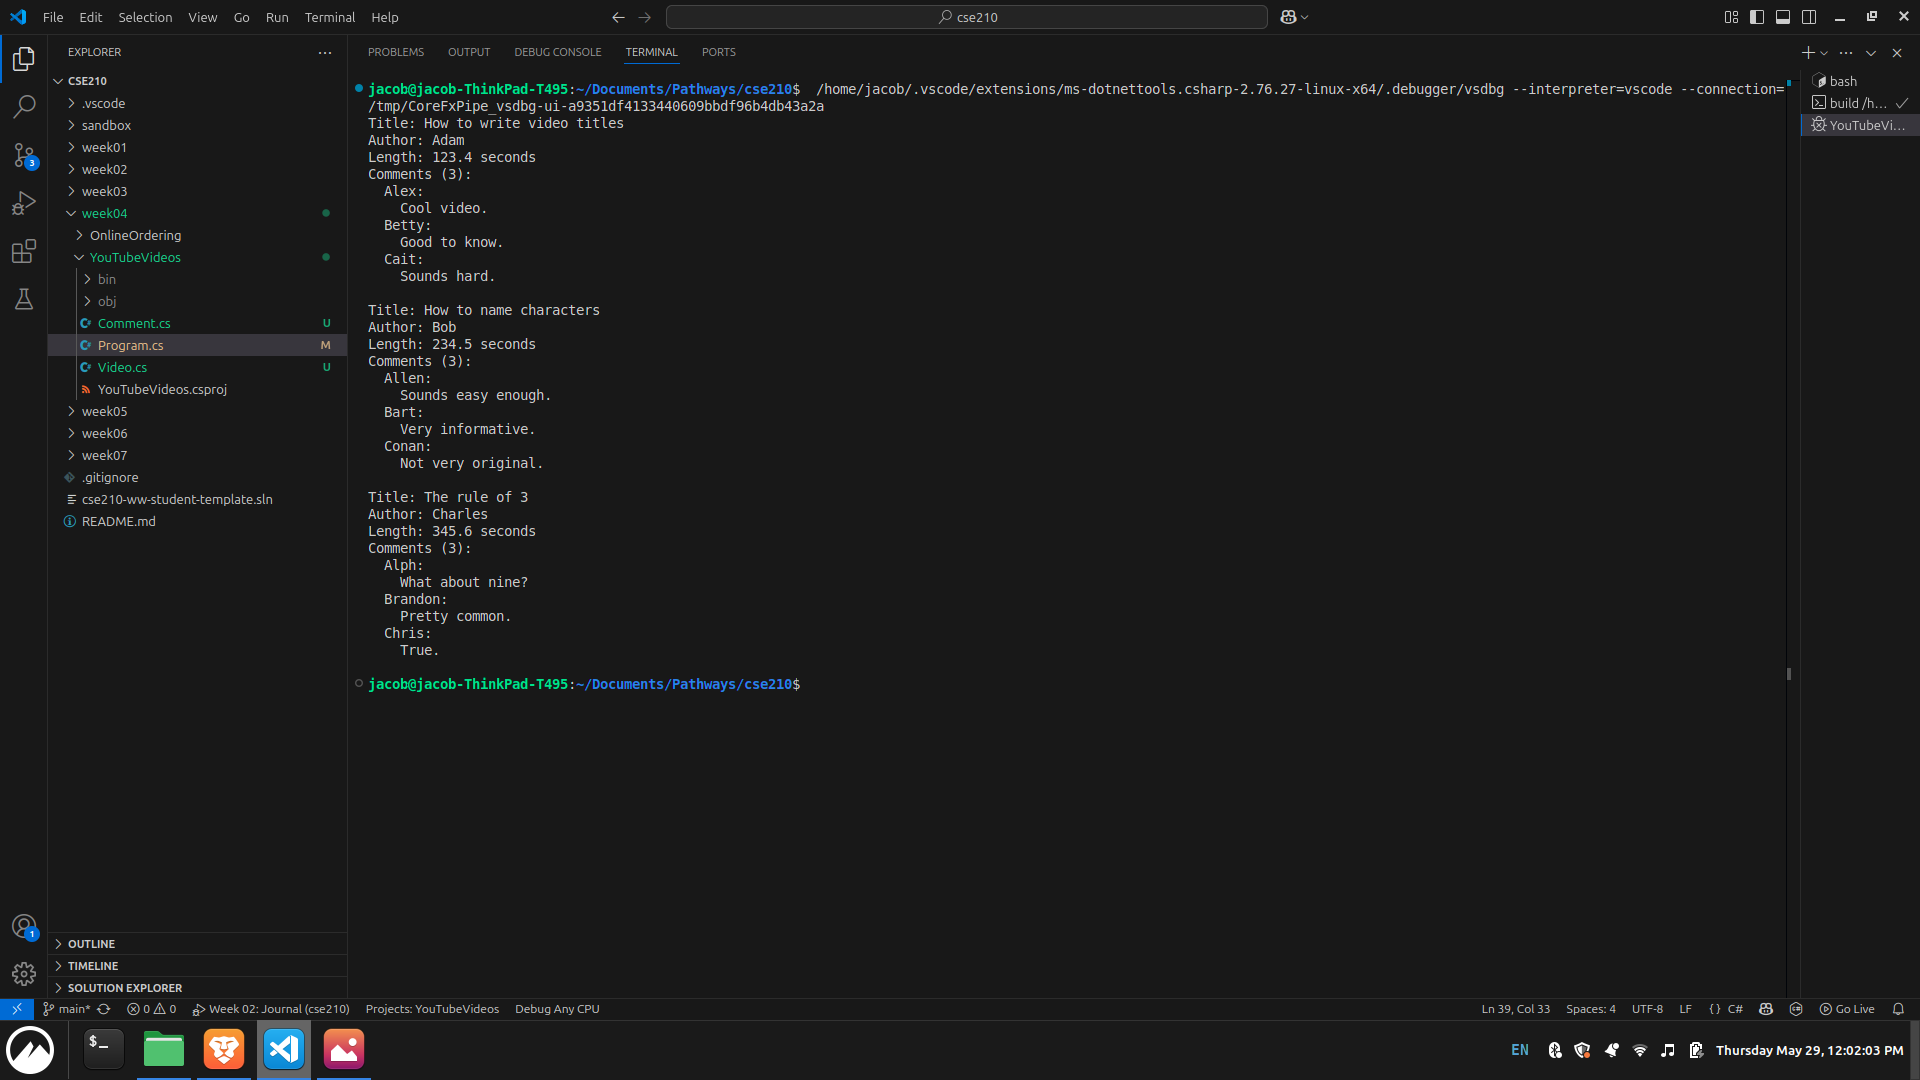 File Edit Selection View Go Run Terminal Help
cse210
EXPLORER
CSE210
.vscode
sandbox
week01
week02
week03
week04
OnlineOrdering
YouTubeVideos
bin
obj
Comment.cs U
Program.cs M
Video.cs U
YouTubeVideos.csproj
week05
week06
week07
.gitignore
cse210-ww-student-template.sln
README.md
OUTLINE
TIMELINE
SOLUTION EXPLORER
3
1
PROBLEMS OUTPUT DEBUG CONSOLE TERMINAL PORTS
jacob@jacob-ThinkPad-T495:~/Documents/Pathways/cse210$ /home/jacob/.vscode/extensions/ms-dotnettools.csharp-2.76.27-linux-x64/.debugger/vsdbg --interpreter=vscode --connection=
/tmp/CoreFxPipe_vsdbg-ui-a9351df4133440609bbdf96b4db43a2a
Title: How to write video titles
Author: Adam
Length: 123.4 seconds
Comments (3):
Alex:
Cool video.
Betty:
Good to know.
Cait:
Sounds hard.
Title: How to name characters
Author: Bob
Length: 234.5 seconds
Comments (3):
Allen:
Sounds easy enough.
Bart:
Very informative.
Conan:
Not very original.
Title: The rule of 3
Author: Charles
Length: 345.6 seconds
Comments (3):
Alph:
What about nine?
Brandon:
Pretty common.
Chris:
True.
jacob@jacob-ThinkPad-T495:~/Documents/Pathways/cse210$
bash
build /h...
YouTubeVi...
main* 0 0 Week 02: Journal (cse210) Projects: YouTubeVideos Debug Any CPU
Ln 39, Col 33 Spaces: 4 UTF-8 LF {} C# Go Live
$_
EN Thursday May 29, 12:02:03 PM